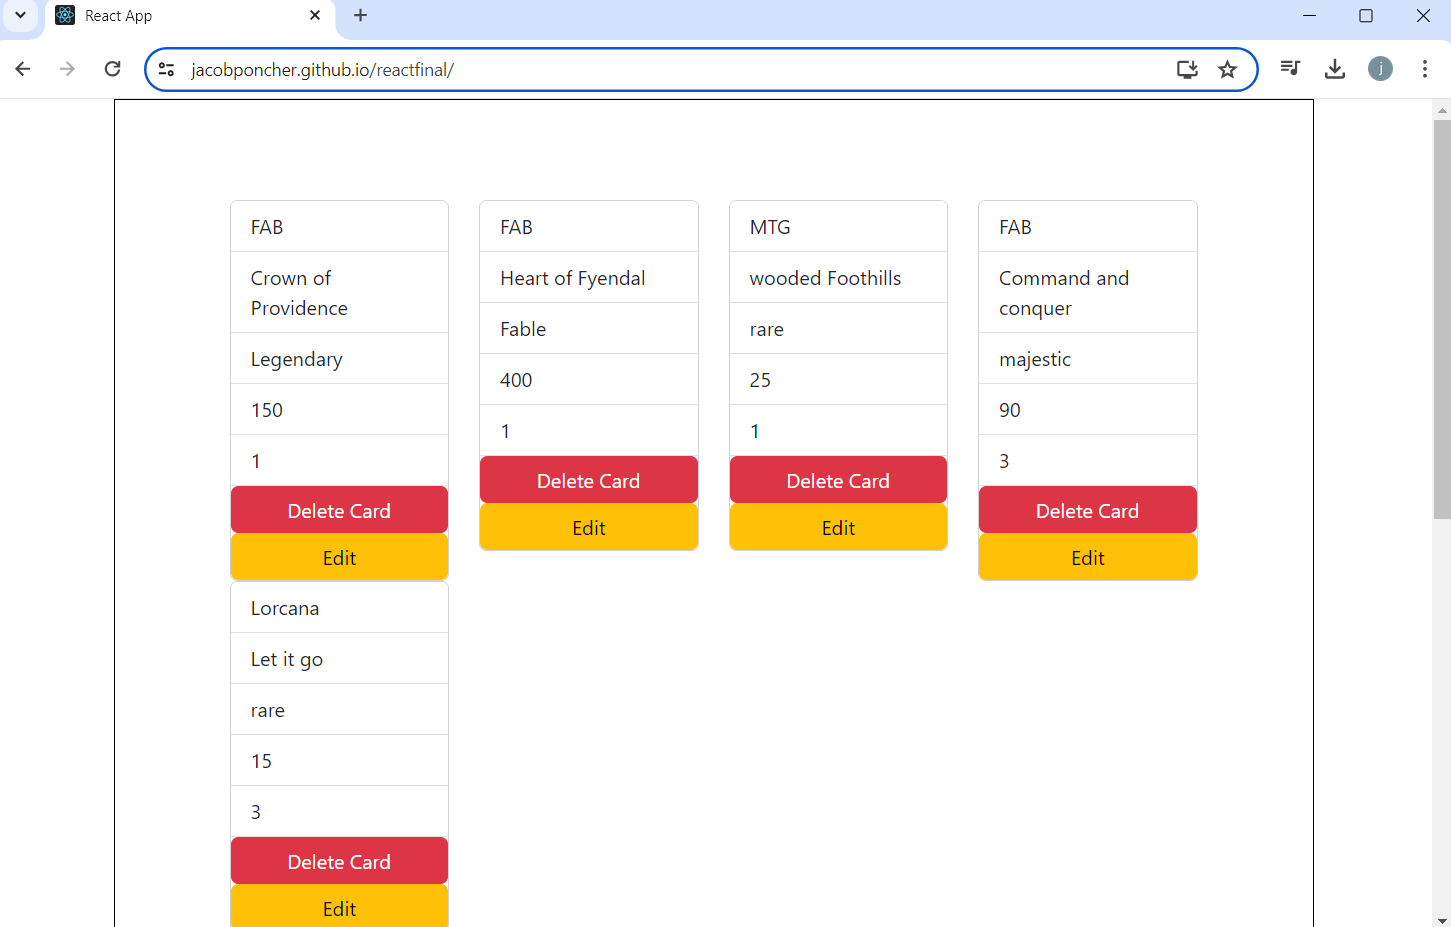 React App
jacobponcher.github.io/reactfinal/
j
FAB
Crown of
Providence
Legendary
150
1
Delete Card
Edit
FAB
Heart of Fyendal
Fable
400
1
Delete Card
Edit
MTG
wooded Foothills
rare
25
1
Delete Card
Edit
FAB
Command and
conquer
majestic
90
3
Delete Card
Edit
Lorcana
Let it go
rare
15
3
Delete Card
Edit